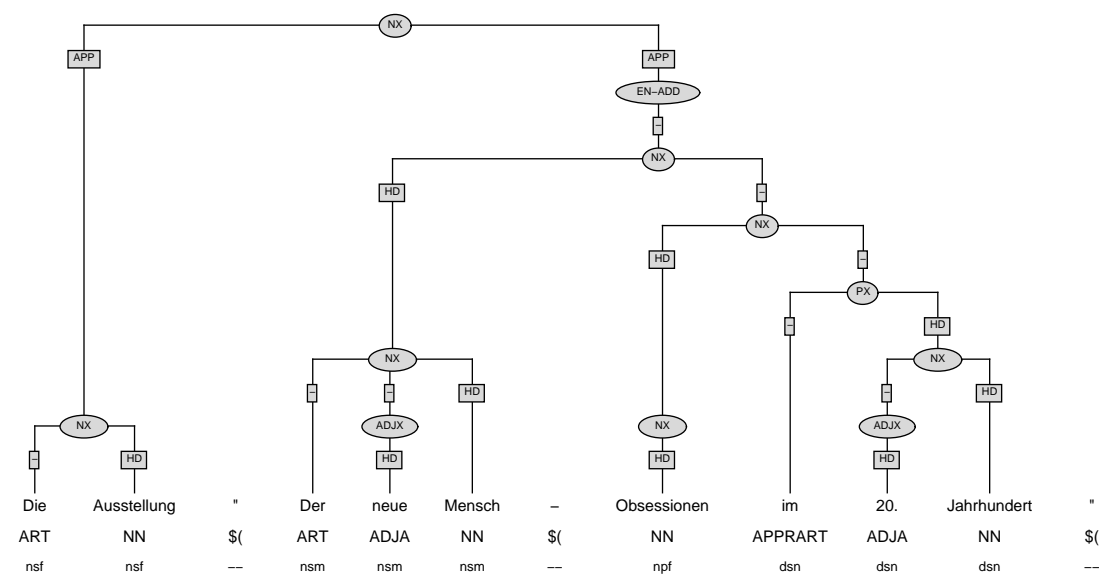 NX
APP APP
EN–ADD
–
NX
HD –
NX
HD –
PX
– HD
NX NX
– – HD – HD
NX ADJX NX ADJX
– HD HD HD HD
Die Ausstellung " Der neue Mensch – Obsessionen im 20. Jahrhundert "
ART NN $( ART ADJA NN $( NN APPRART ADJA NN $(
nsf nsf –– nsm nsm nsm –– npf dsn dsn dsn ––